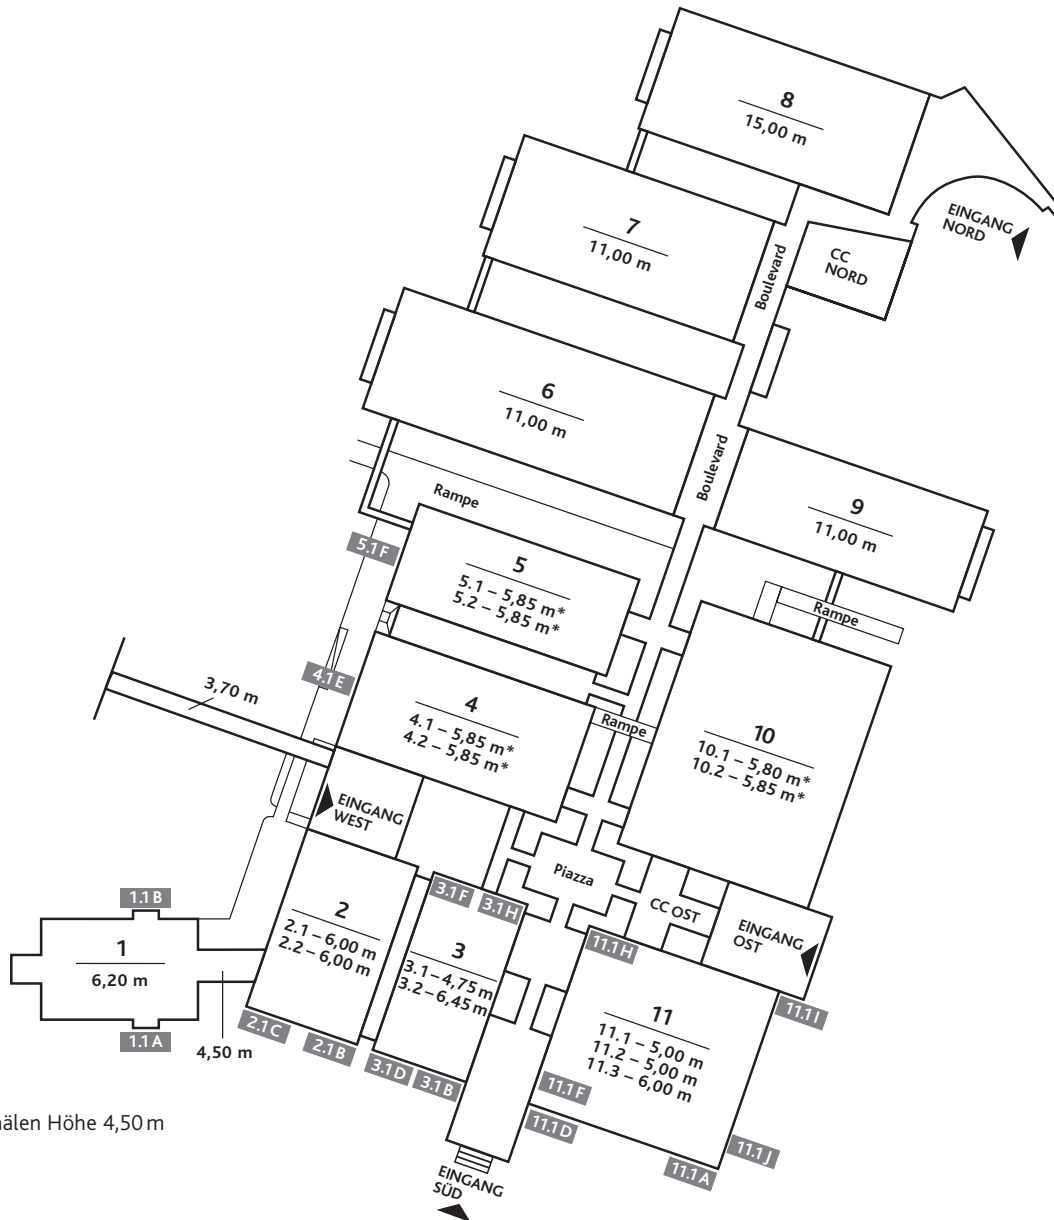 8
15,00 m
7
11,00 m
EINGANG
NORD
CC
NORD
Boulevard
6
11,00 m
Boulevard
9
11,00 m
Rampe
5.1 F
5
5.1 – 5,85 m*
5.2 – 5,85 m*
Rampe
4.1 E
3,70 m
4
4.1 – 5,85 m*
4.2 – 5,85 m*
Rampe
10
10.1 – 5,80 m*
10.2 – 5,85 m*
EINGANG
WEST
Piazza
1.1 B
3.1 F
3.1 H
CC OST
EINGANG
OST
1
6,20 m
2
2.1 – 6,00 m
2.2 – 6,00 m
3
3.1 – 4,75 m
3.2 – 6,45 m
11.1 H
11
11.1 – 5,00 m
11.2 – 5,00 m
11.3 – 6,00 m
11.1 I
1.1 A
4,50 m
2.1 C
2.1 B
3.1 D
3.1 B
11.1 F
11.1 D
11.1 A
11.1 J
älen Höhe 4,50 m
EINGANG
SÜD